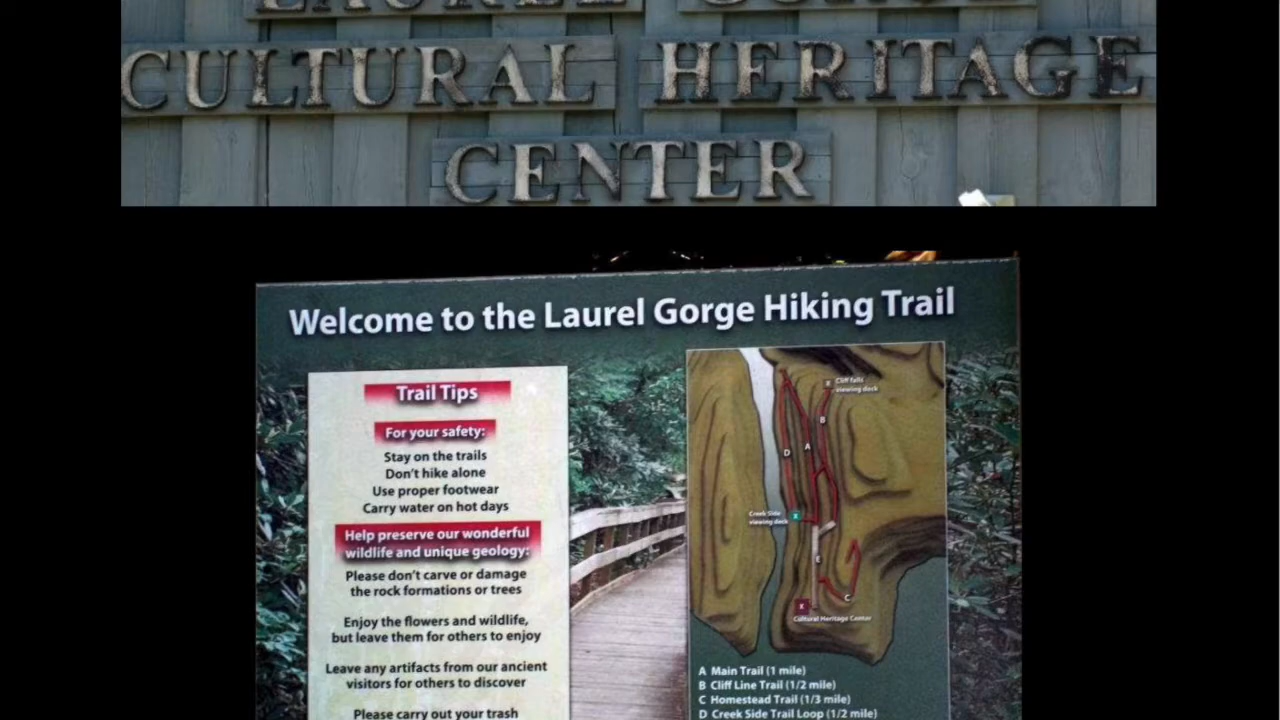 LAUREL GORGE
CULTURAL HERITAGE
CENTER
Welcome to the Laurel Gorge Hiking Trail
Trail Tips
For your safety:
Stay on the trails
Don't hike alone
Use proper footwear
Carry water on hot days
Help preserve our wonderful
wildlife and unique geology:
Please don't carve or damage
the rock formations or trees
Enjoy the flowers and wildlife,
but leave them for others to enjoy
Leave any artifacts from our ancient
visitors for others to discover
Please carry out your trash
X
Cliff falls
viewing deck
B
A
D
Creek Side
viewing deck
X
E
C
X
Cultural Heritage Center
A Main Trail (1 mile)
B Cliff Line Trail (1/2 mile)
C Homestead Trail (1/3 mile)
D Creek Side Trail Loop (1/2 mile)